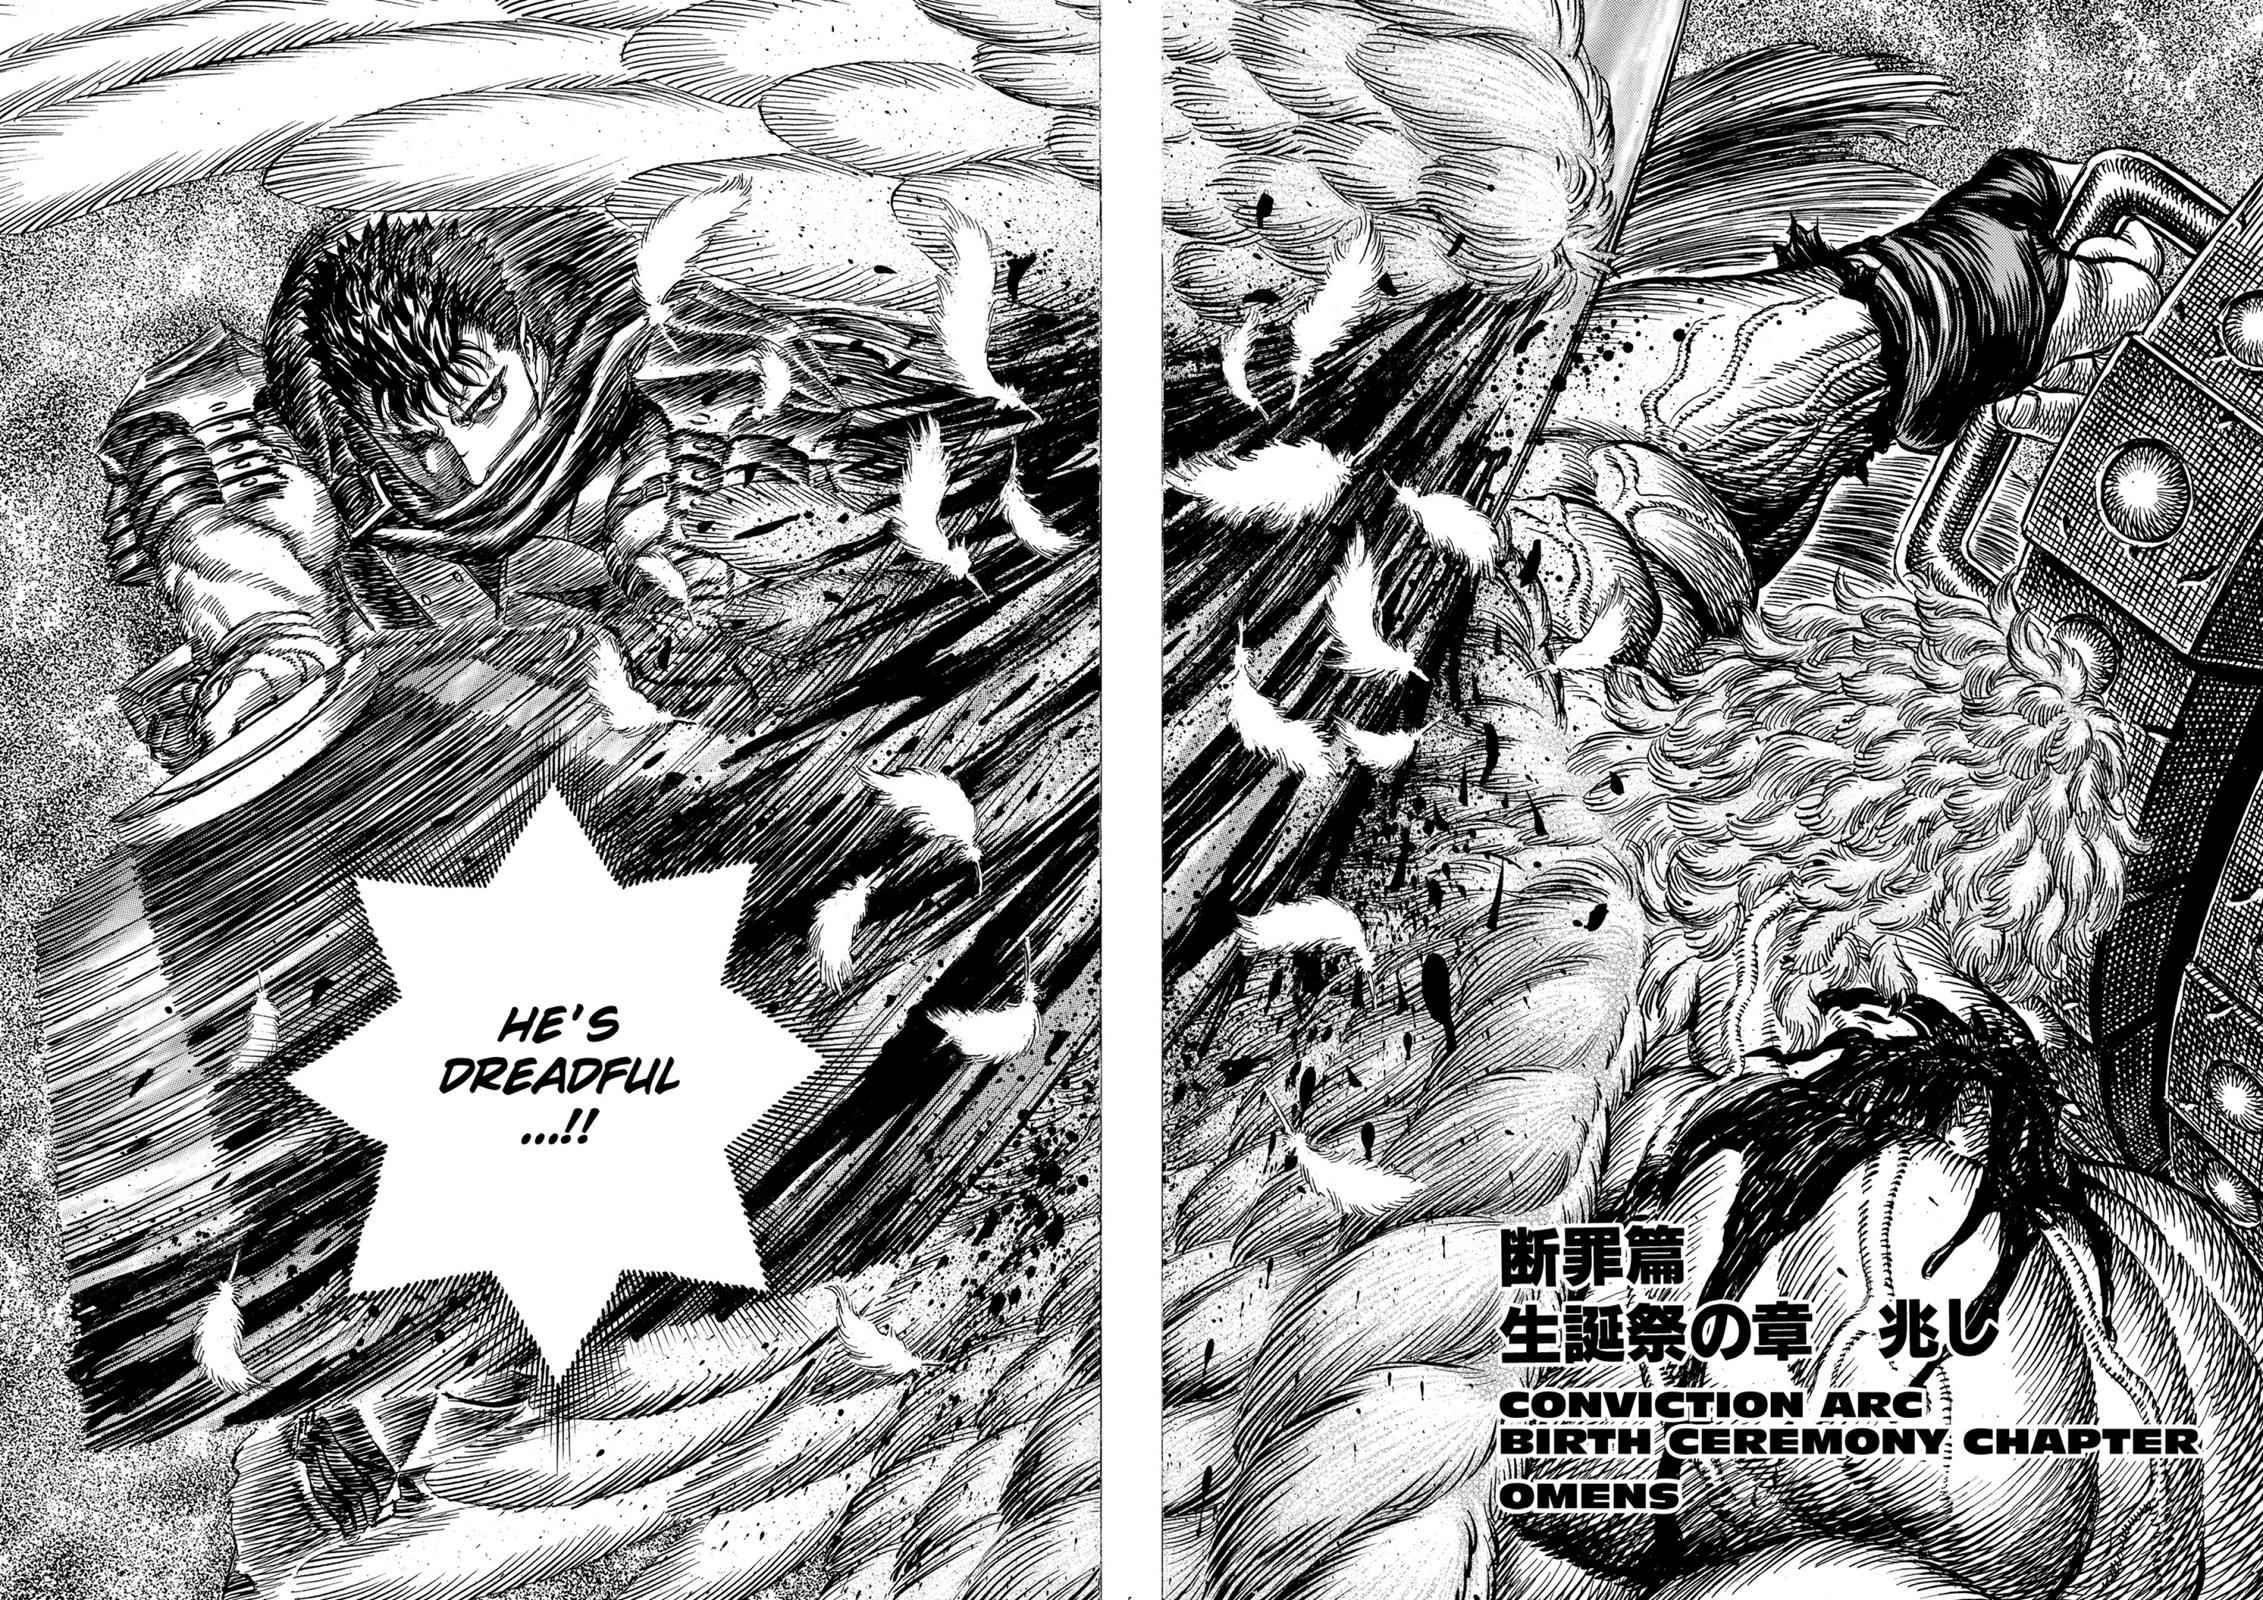 断罪篇
生誕祭の章　兆し
CONVICTION ARC
BIRTH CEREMONY CHAPTER
OMENS
HE'S
DREADFUL
...!!